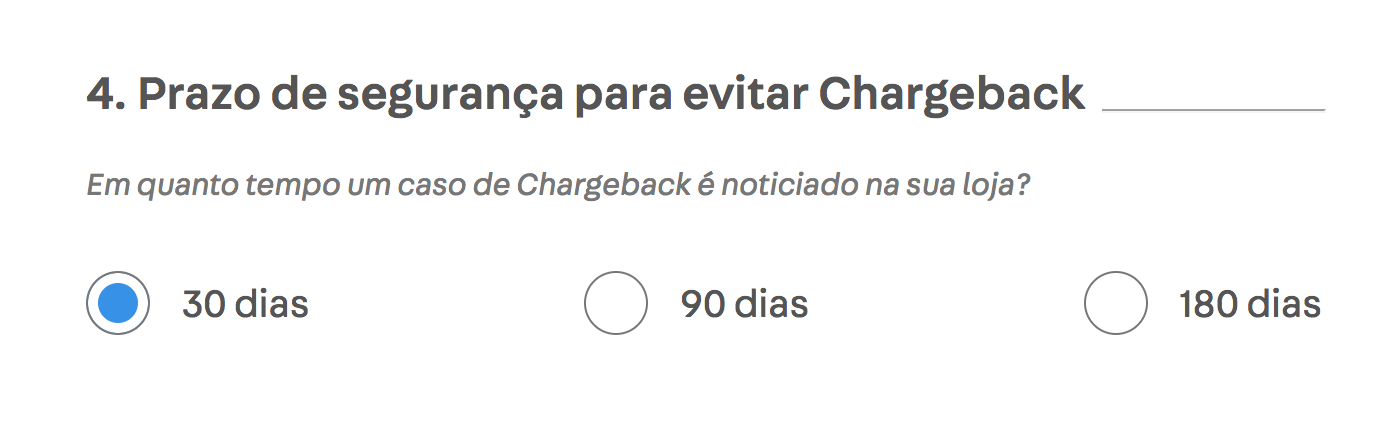 4. Prazo de segurança para evitar Chargeback
Em quanto tempo um caso de Chargeback é noticiado na sua loja?
30 dias 90 dias 180 dias